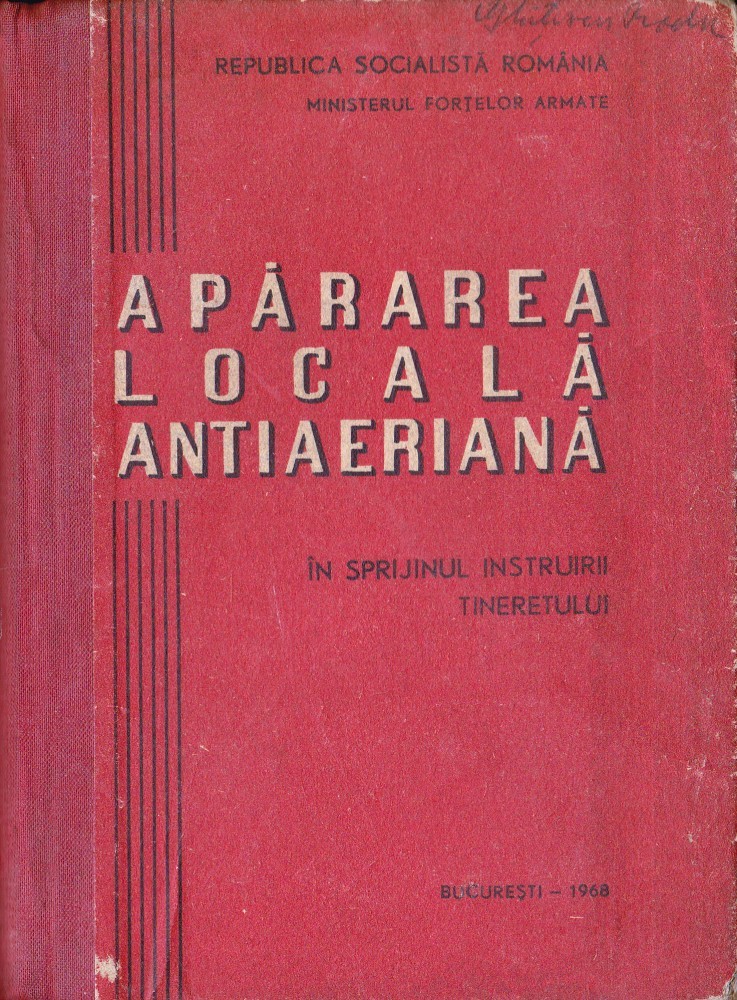 REPUBLICA SOCIALISTĂ ROMÂNIA
MINISTERUL FORȚELOR ARMATE
APĂRAREA
LOCALĂ
ANTIAERIANĂ
ÎN SPRIJINUL INSTRUIRII
TINERETULUI
BUCUREȘTI – 1968